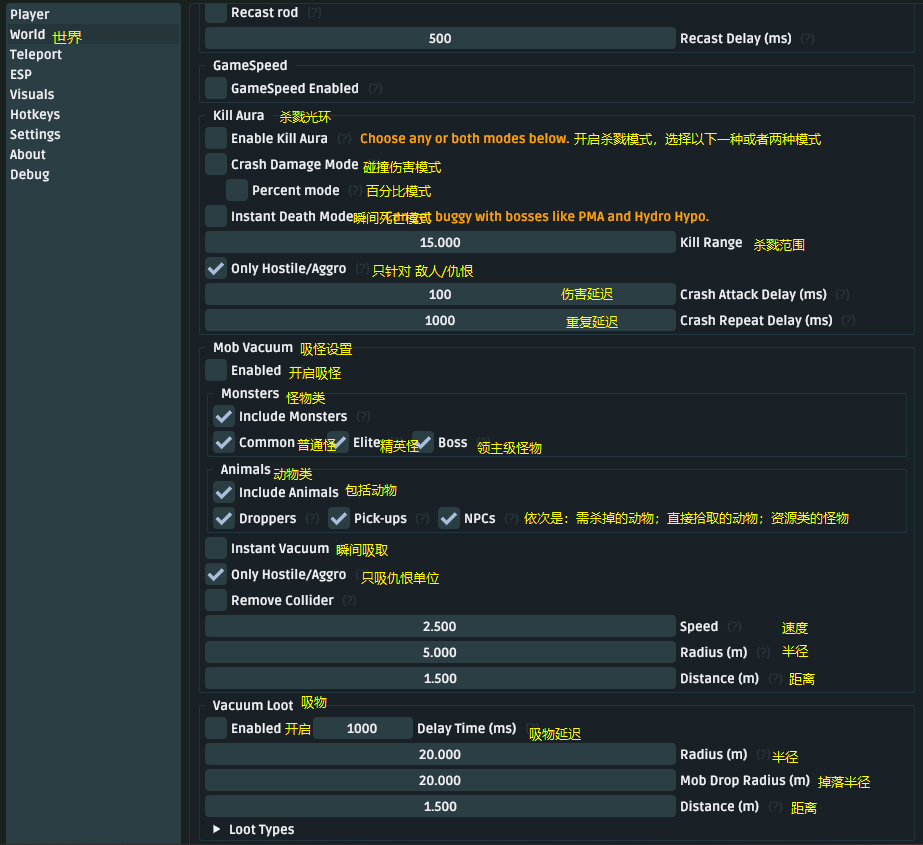 Player
World 世界
Teleport
ESP
Visuals
Hotkeys
Settings
About
Debug
Recast rod (?)
500 Recast Delay (ms) (?)
GameSpeed
GameSpeed Enabled (?)
Kill Aura 杀戮光环
Enable Kill Aura (?) Choose any or both modes below. 开启杀戮模式，选择以下一种或者两种模式
Crash Damage Mode 碰撞伤害模式
Percent mode (?) 百分比模式
Instant Death Mode 瞬间死亡模式 buggy with bosses like PMA and Hydro Hypo.
15.000 Kill Range 杀戮范围
Only Hostile/Aggro (?) 只针对 敌人/仇恨
100 伤害延迟 Crash Attack Delay (ms) (?)
1000 重复延迟 Crash Repeat Delay (ms) (?)
Mob Vacuum 吸怪设置
Enabled 开启吸怪
Monsters 怪物类
Include Monsters (?)
Common 普通怪 Elite 精英怪 Boss 领主级怪物
Animals 动物类
Include Animals 包括动物
Droppers (?) Pick-ups (?) NPCs (?) 依次是：需杀掉的动物；直接拾取的动物；资源类的怪物
Instant Vacuum 瞬间吸取
Only Hostile/Aggro 只吸仇恨单位
Remove Collider (?)
2.500 Speed (?) 速度
5.000 Radius (m) (?) 半径
1.500 Distance (m) (?) 距离
Vacuum Loot 吸物
Enabled 开启 1000 Delay Time (ms) 吸物延迟
20.000 Radius (m) (?) 半径
20.000 Mob Drop Radius (m) 掉落半径
1.500 Distance (m) (?) 距离
Loot Types